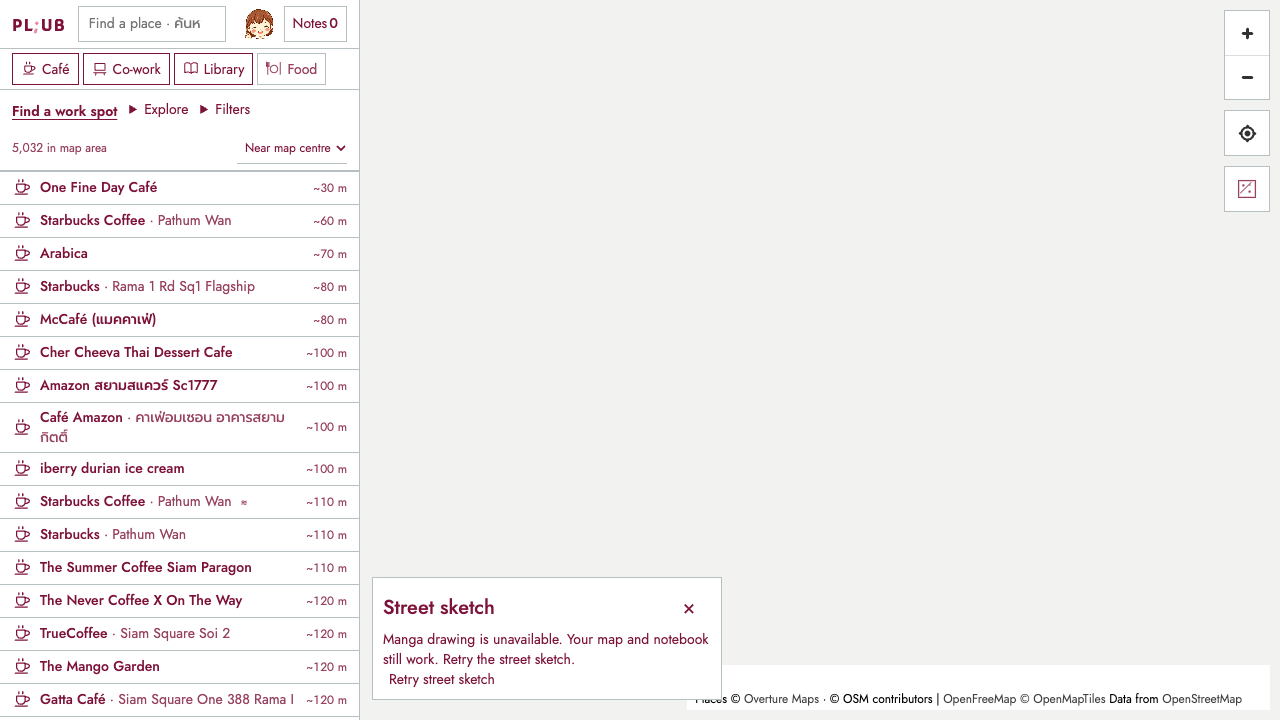 PL:UB
Find a place · ค้นห
Notes 0
Café
Co-work
Library
Food
Find a work spot
Explore
Filters
5,032 in map area
Near map centre
One Fine Day Café
~30 m
Starbucks Coffee · Pathum Wan
~60 m
Arabica
~70 m
Starbucks · Rama 1 Rd Sq1 Flagship
~80 m
McCafé (แมคคาเฟ่)
~80 m
Cher Cheeva Thai Dessert Cafe
~100 m
Amazon สยามสแควร์ Sc1777
~100 m
Café Amazon · คาเฟ่อมเซอน อาคารสยาม
กิตติ์
~100 m
iberry durian ice cream
~100 m
Starbucks Coffee · Pathum Wan ≈
~110 m
Starbucks · Pathum Wan
~110 m
The Summer Coffee Siam Paragon
~110 m
The Never Coffee X On The Way
~120 m
TrueCoffee · Siam Square Soi 2
~120 m
The Mango Garden
~120 m
Gatta Café · Siam Square One 388 Rama I
~120 m
Street sketch
Manga drawing is unavailable. Your map and notebook
still work. Retry the street sketch.
Retry street sketch
Places © Overture Maps · © OSM contributors | OpenFreeMap © OpenMapTiles Data from OpenStreetMap